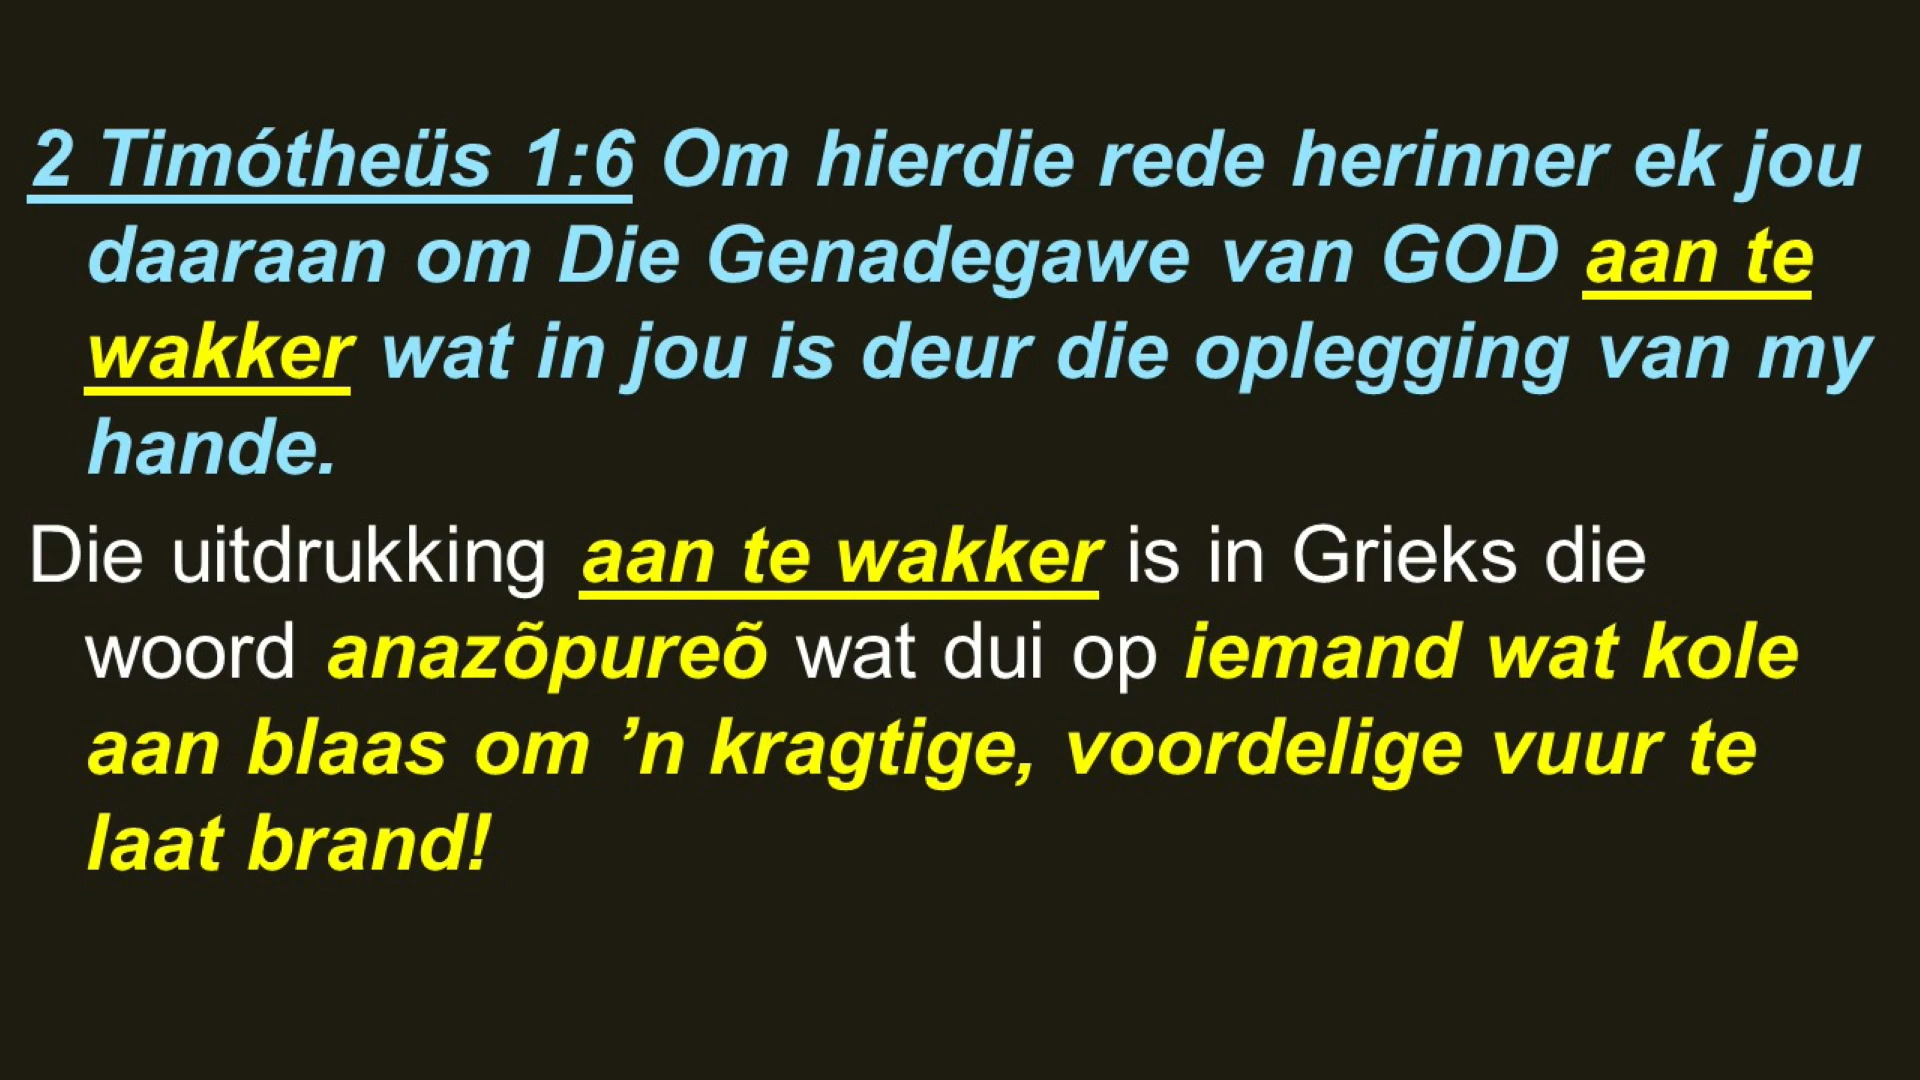 2 Timótheüs 1:6 Om hierdie rede herinner ek jou
daaraan om Die Genadegawe van GOD aan te
wakker wat in jou is deur die oplegging van my
hande.
Die uitdrukking aan te wakker is in Grieks die
woord anazõpureõ wat dui op iemand wat kole
aan blaas om ’n kragtige, voordelige vuur te
laat brand!